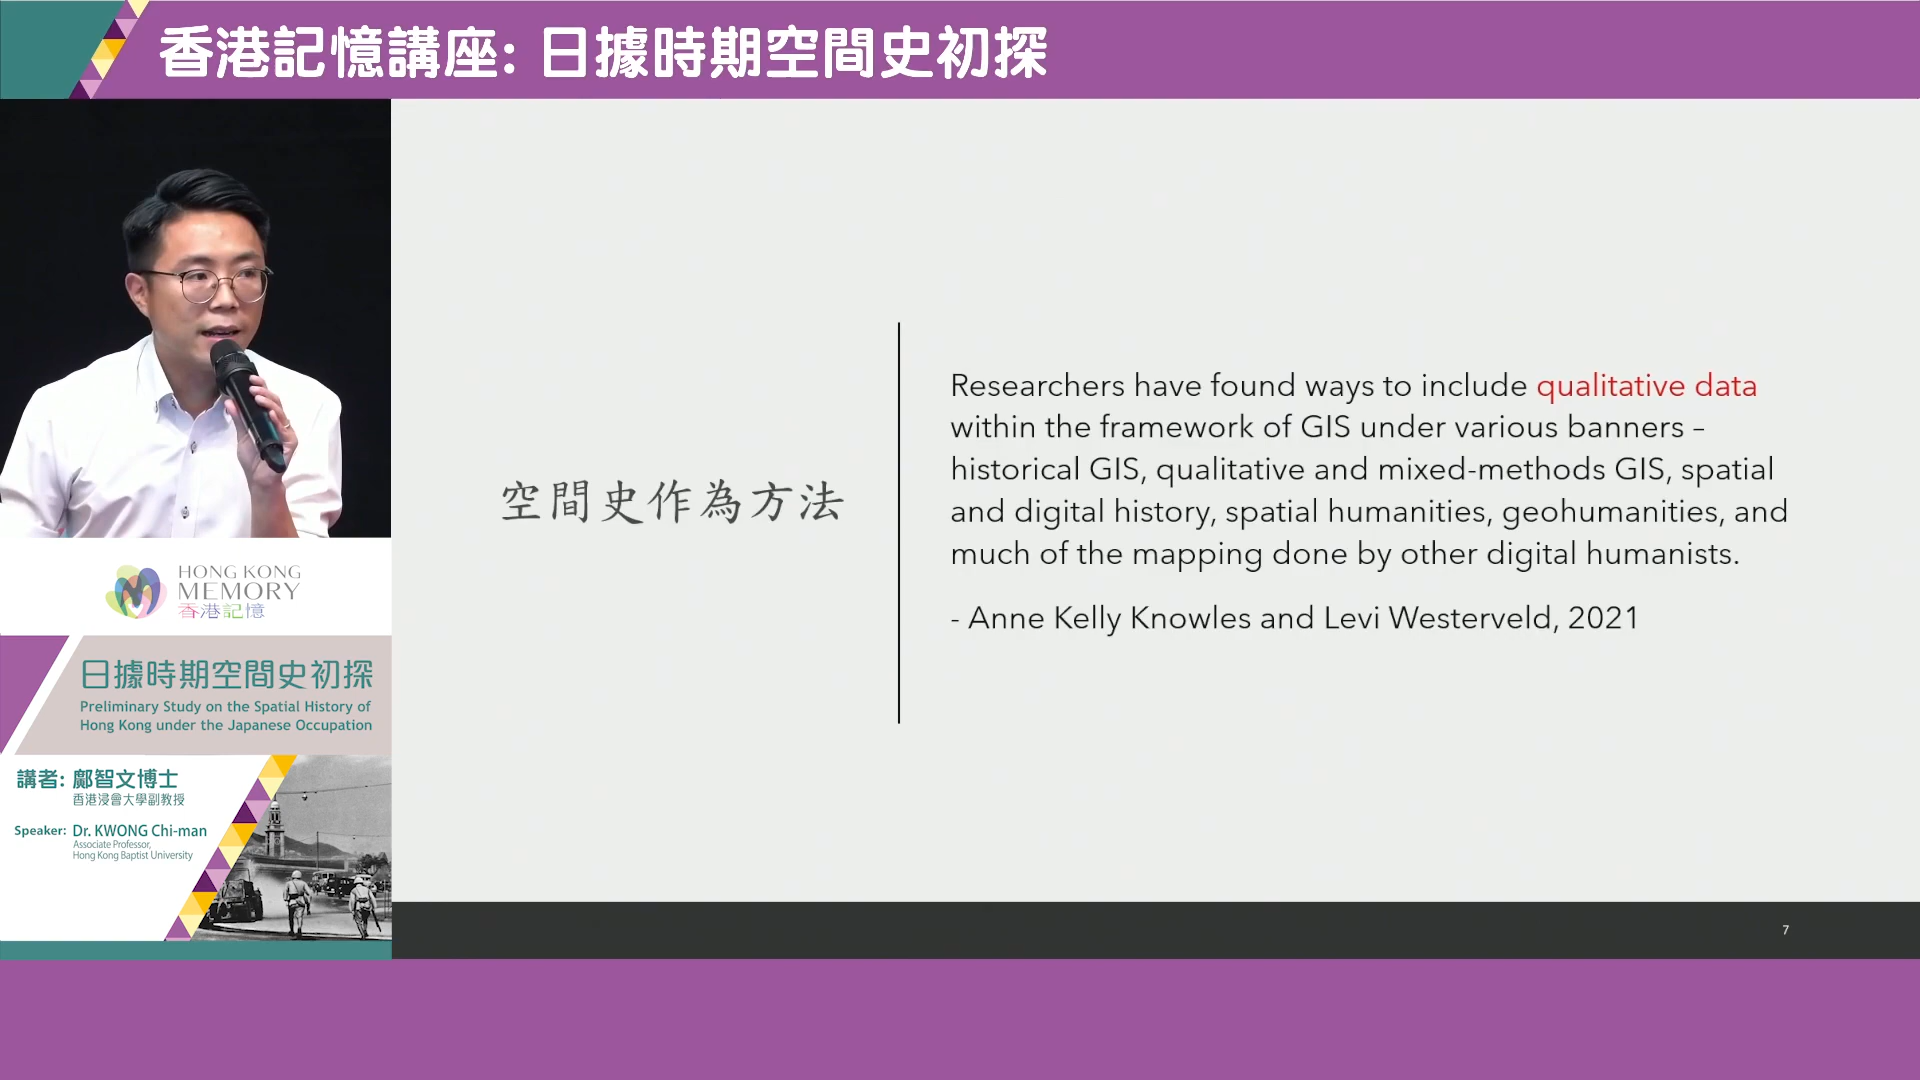 香港記憶講座: 日據時期空間史初探
空間史作為方法
Researchers have found ways to include qualitative data
within the framework of GIS under various banners –
historical GIS, qualitative and mixed-methods GIS, spatial
and digital history, spatial humanities, geohumanities, and
much of the mapping done by other digital humanists.
- Anne Kelly Knowles and Levi Westerveld, 2021
7
HONG KONG
MEMORY
香港記憶
日據時期空間史初探
Preliminary Study on the Spatial History of
Hong Kong under the Japanese Occupation
講者: 鄺智文博士
香港浸會大學副教授
Speaker: Dr. KWONG Chi-man
Associate Professor,
Hong Kong Baptist University